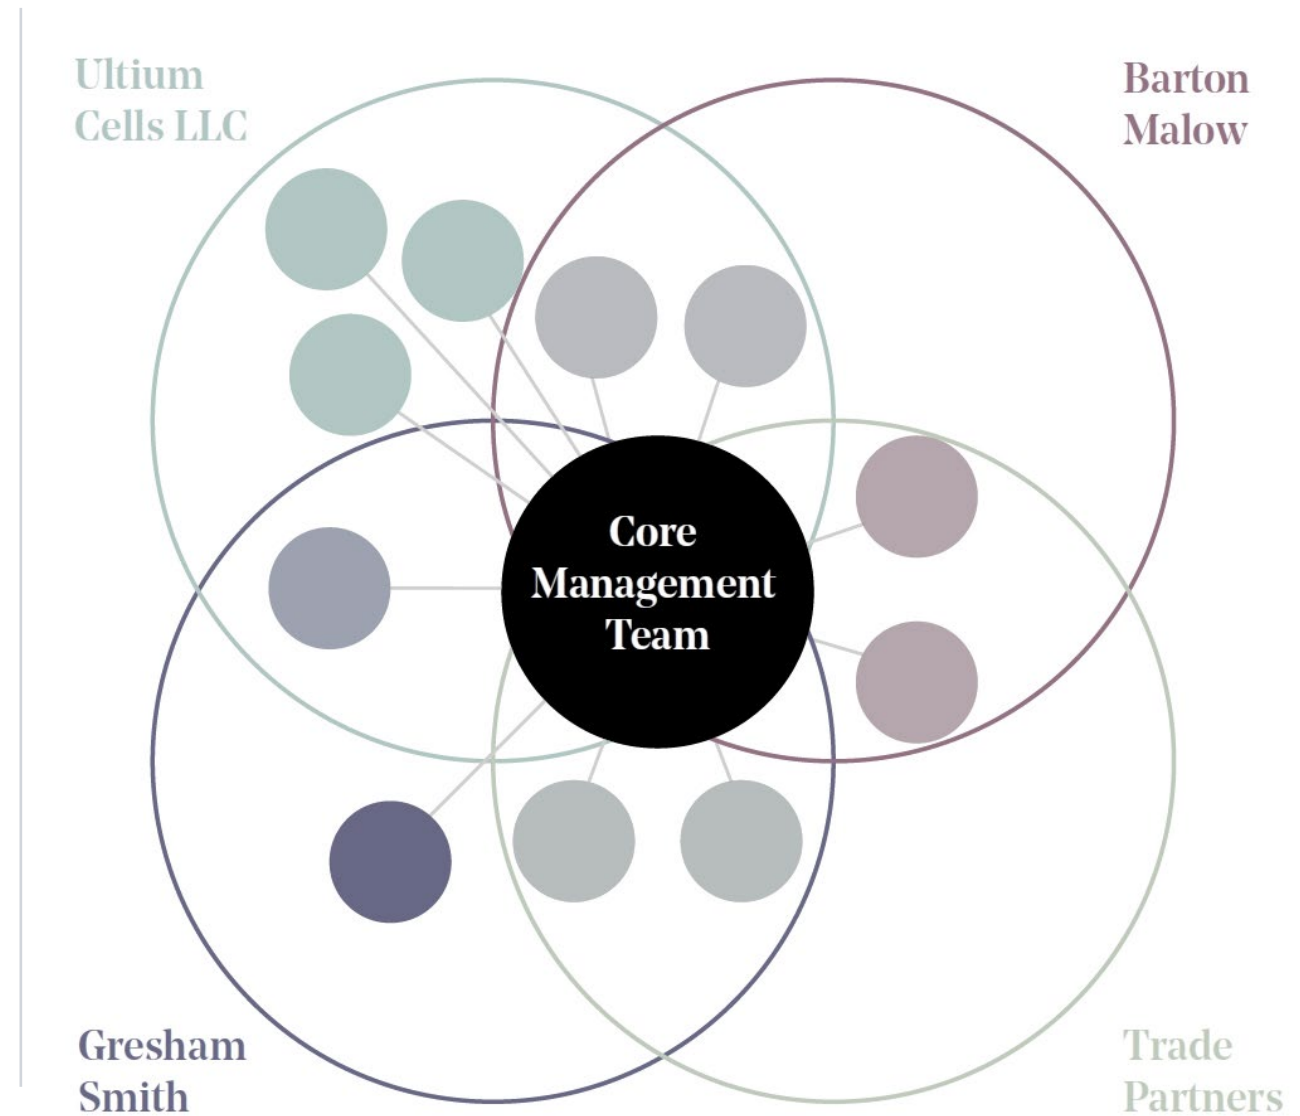 Ultium
Cells LLC
Barton
Malow
Core
Management
Team
Gresham
Smith
Trade
Partners